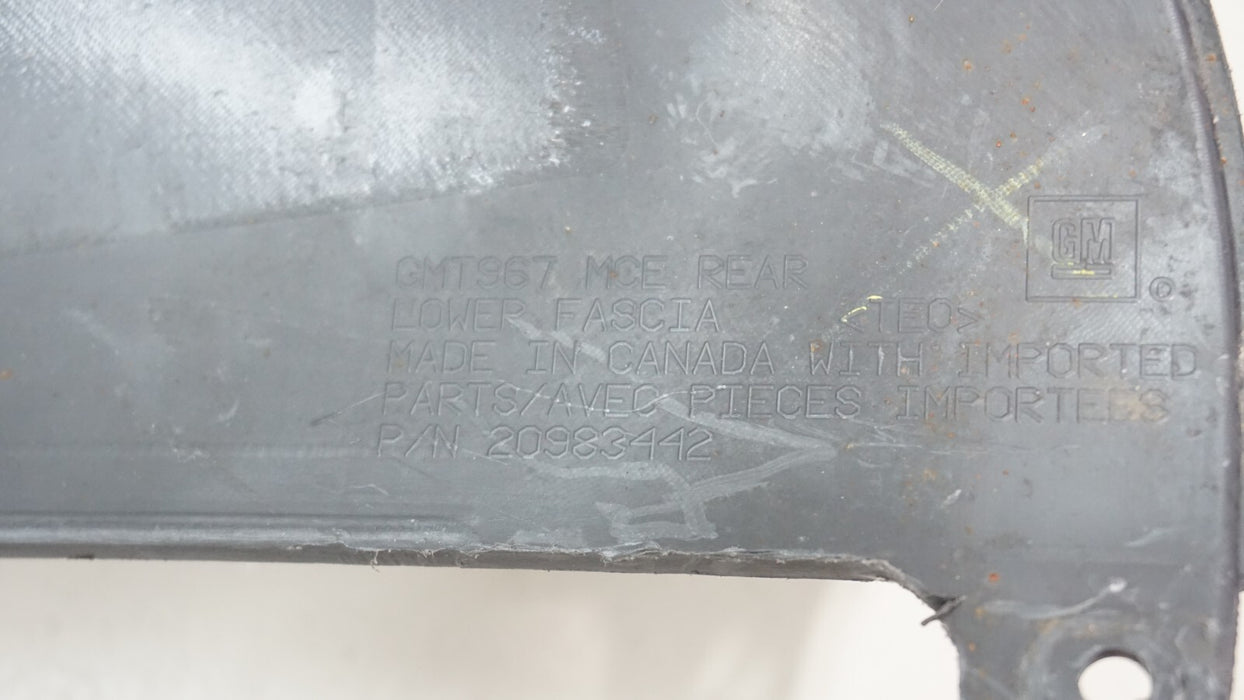 GM
©
GMT967 MCE REAR
LOWER FASCIA <TEO>
MADE IN CANADA WITH IMPORTED
PARTS/AVEC PIECES IMPORTEES
P/N 20983442